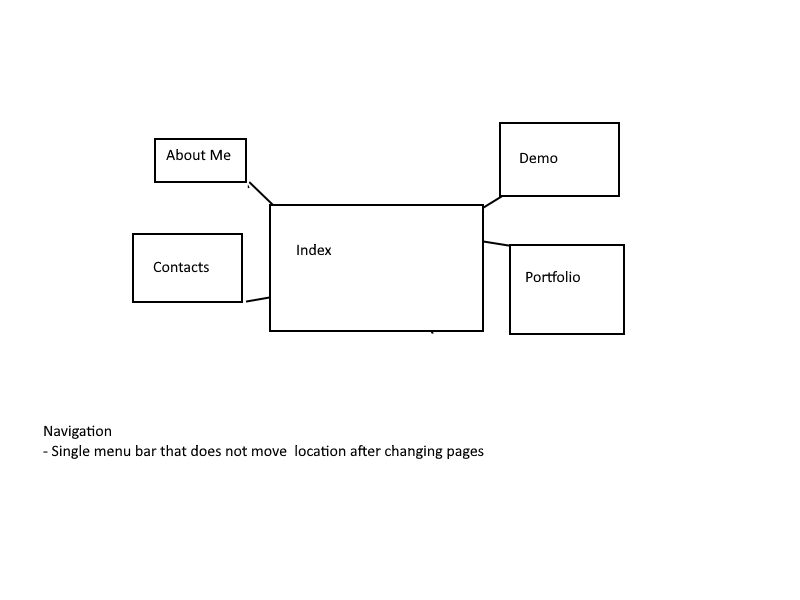 About Me
Demo
Index
Contacts
Portfolio
Navigation
- Single menu bar that does not move  location after changing pages